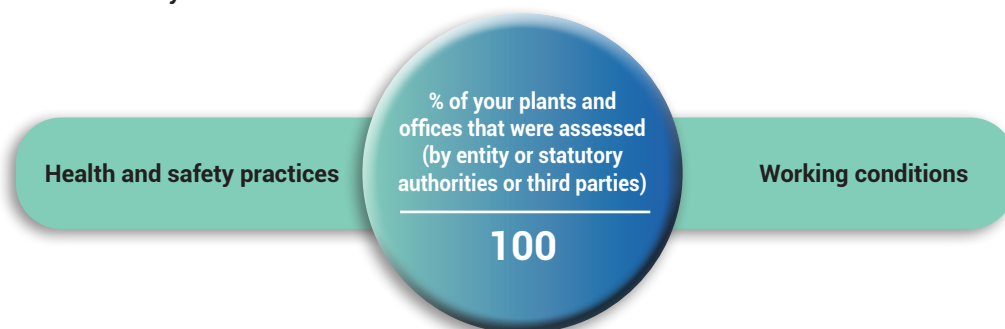 % of your plants and
offices that were assessed
(by entity or statutory
authorities or third parties)
100
Health and safety practices
Working conditions